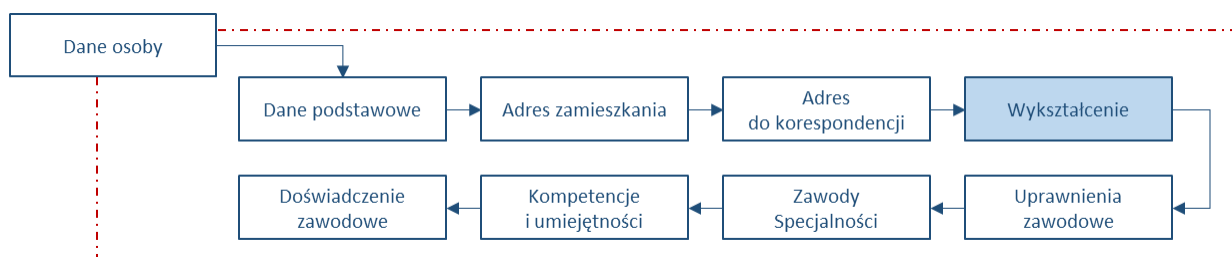 Dane osoby
Dane podstawowe
Adres zamieszkania
Adres
do korespondencji
Wykształcenie
Uprawnienia
zawodowe
Zawody
Specjalności
Kompetencje
i umiejętności
Doświadczenie
zawodowe